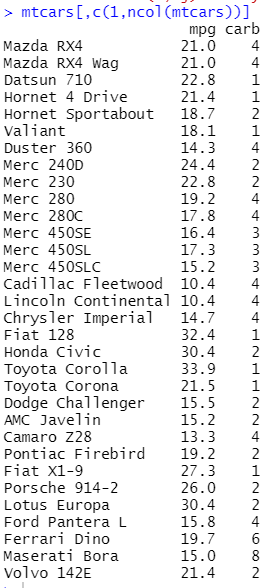 > mtcars[,c(1,ncol(mtcars))]
mpg carb
Mazda RX4 21.0 4
Mazda RX4 Wag 21.0 4
Datsun 710 22.8 1
Hornet 4 Drive 21.4 1
Hornet Sportabout 18.7 2
Valiant 18.1 1
Duster 360 14.3 4
Merc 240D 24.4 2
Merc 230 22.8 2
Merc 280 19.2 4
Merc 280C 17.8 4
Merc 450SE 16.4 3
Merc 450SL 17.3 3
Merc 450SLC 15.2 3
Cadillac Fleetwood 10.4 4
Lincoln Continental 10.4 4
Chrysler Imperial 14.7 4
Fiat 128 32.4 1
Honda Civic 30.4 2
Toyota Corolla 33.9 1
Toyota Corona 21.5 1
Dodge Challenger 15.5 2
AMC Javelin 15.2 2
Camaro Z28 13.3 4
Pontiac Firebird 19.2 2
Fiat X1-9 27.3 1
Porsche 914-2 26.0 2
Lotus Europa 30.4 2
Ford Pantera L 15.8 4
Ferrari Dino 19.7 6
Maserati Bora 15.0 8
Volvo 142E 21.4 2